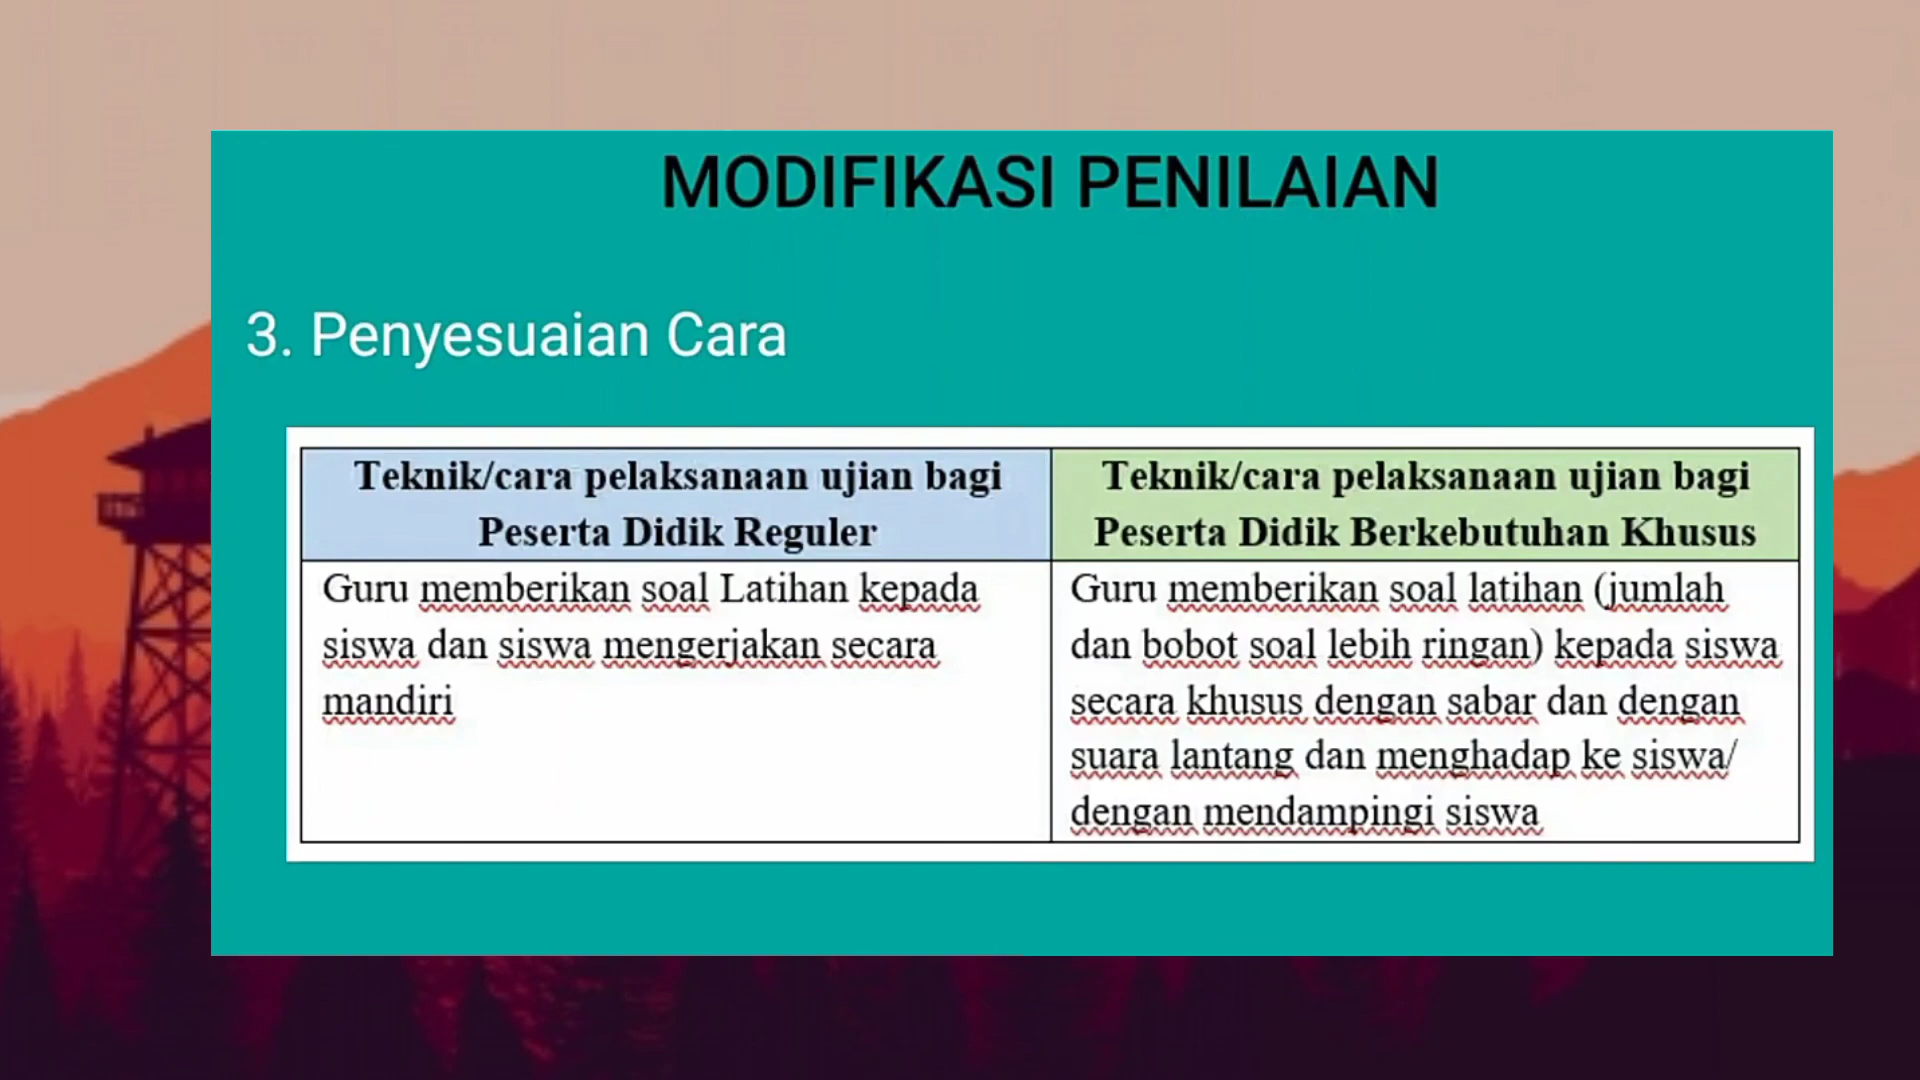 MODIFIKASI PENILAIAN
3. Penyesuaian Cara
Teknik/cara pelaksanaan ujian bagi
Peserta Didik Reguler
Guru memberikan soal Latihan kepada
siswa dan siswa mengerjakan secara
mandiri
Teknik/cara pelaksanaan ujian bagi
Peserta Didik Berkebutuhan Khusus
Guru memberikan soal latihan (jumlah
dan bobot soal lebih ringan) kepada siswa
secara khusus dengan sabar dan dengan
suara lantang dan menghadap ke siswa/
dengan mendampingi siswa